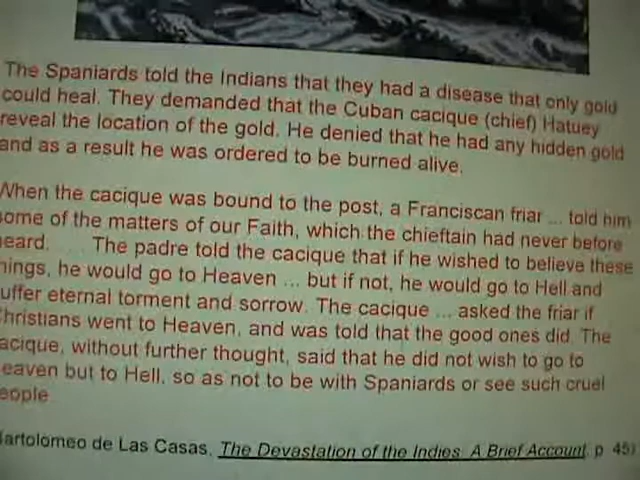 The Spaniards told the Indians that they had a disease that only gold
could heal. They demanded that the Cuban cacique (chief) Hatuey
reveal the location of the gold. He denied that he had any hidden gold
and as a result he was ordered to be burned alive.
When the cacique was bound to the post, a Franciscan friar ... told him
some of the matters of our Faith, which the chieftain had never before
heard. The padre told the cacique that if he wished to believe these
hings, he would go to Heaven ... but if not, he would go to Hell and
uffer eternal torment and sorrow. The cacique ... asked the friar if
hristians went to Heaven, and was told that the good ones did. The
acique, without further thought, said that he did not wish to go to
eaven but to Hell, so as not to be with Spaniards or see such cruel
eople
Bartolomeo de Las Casas, The Devastation of the Indies: A Brief Account, p 45